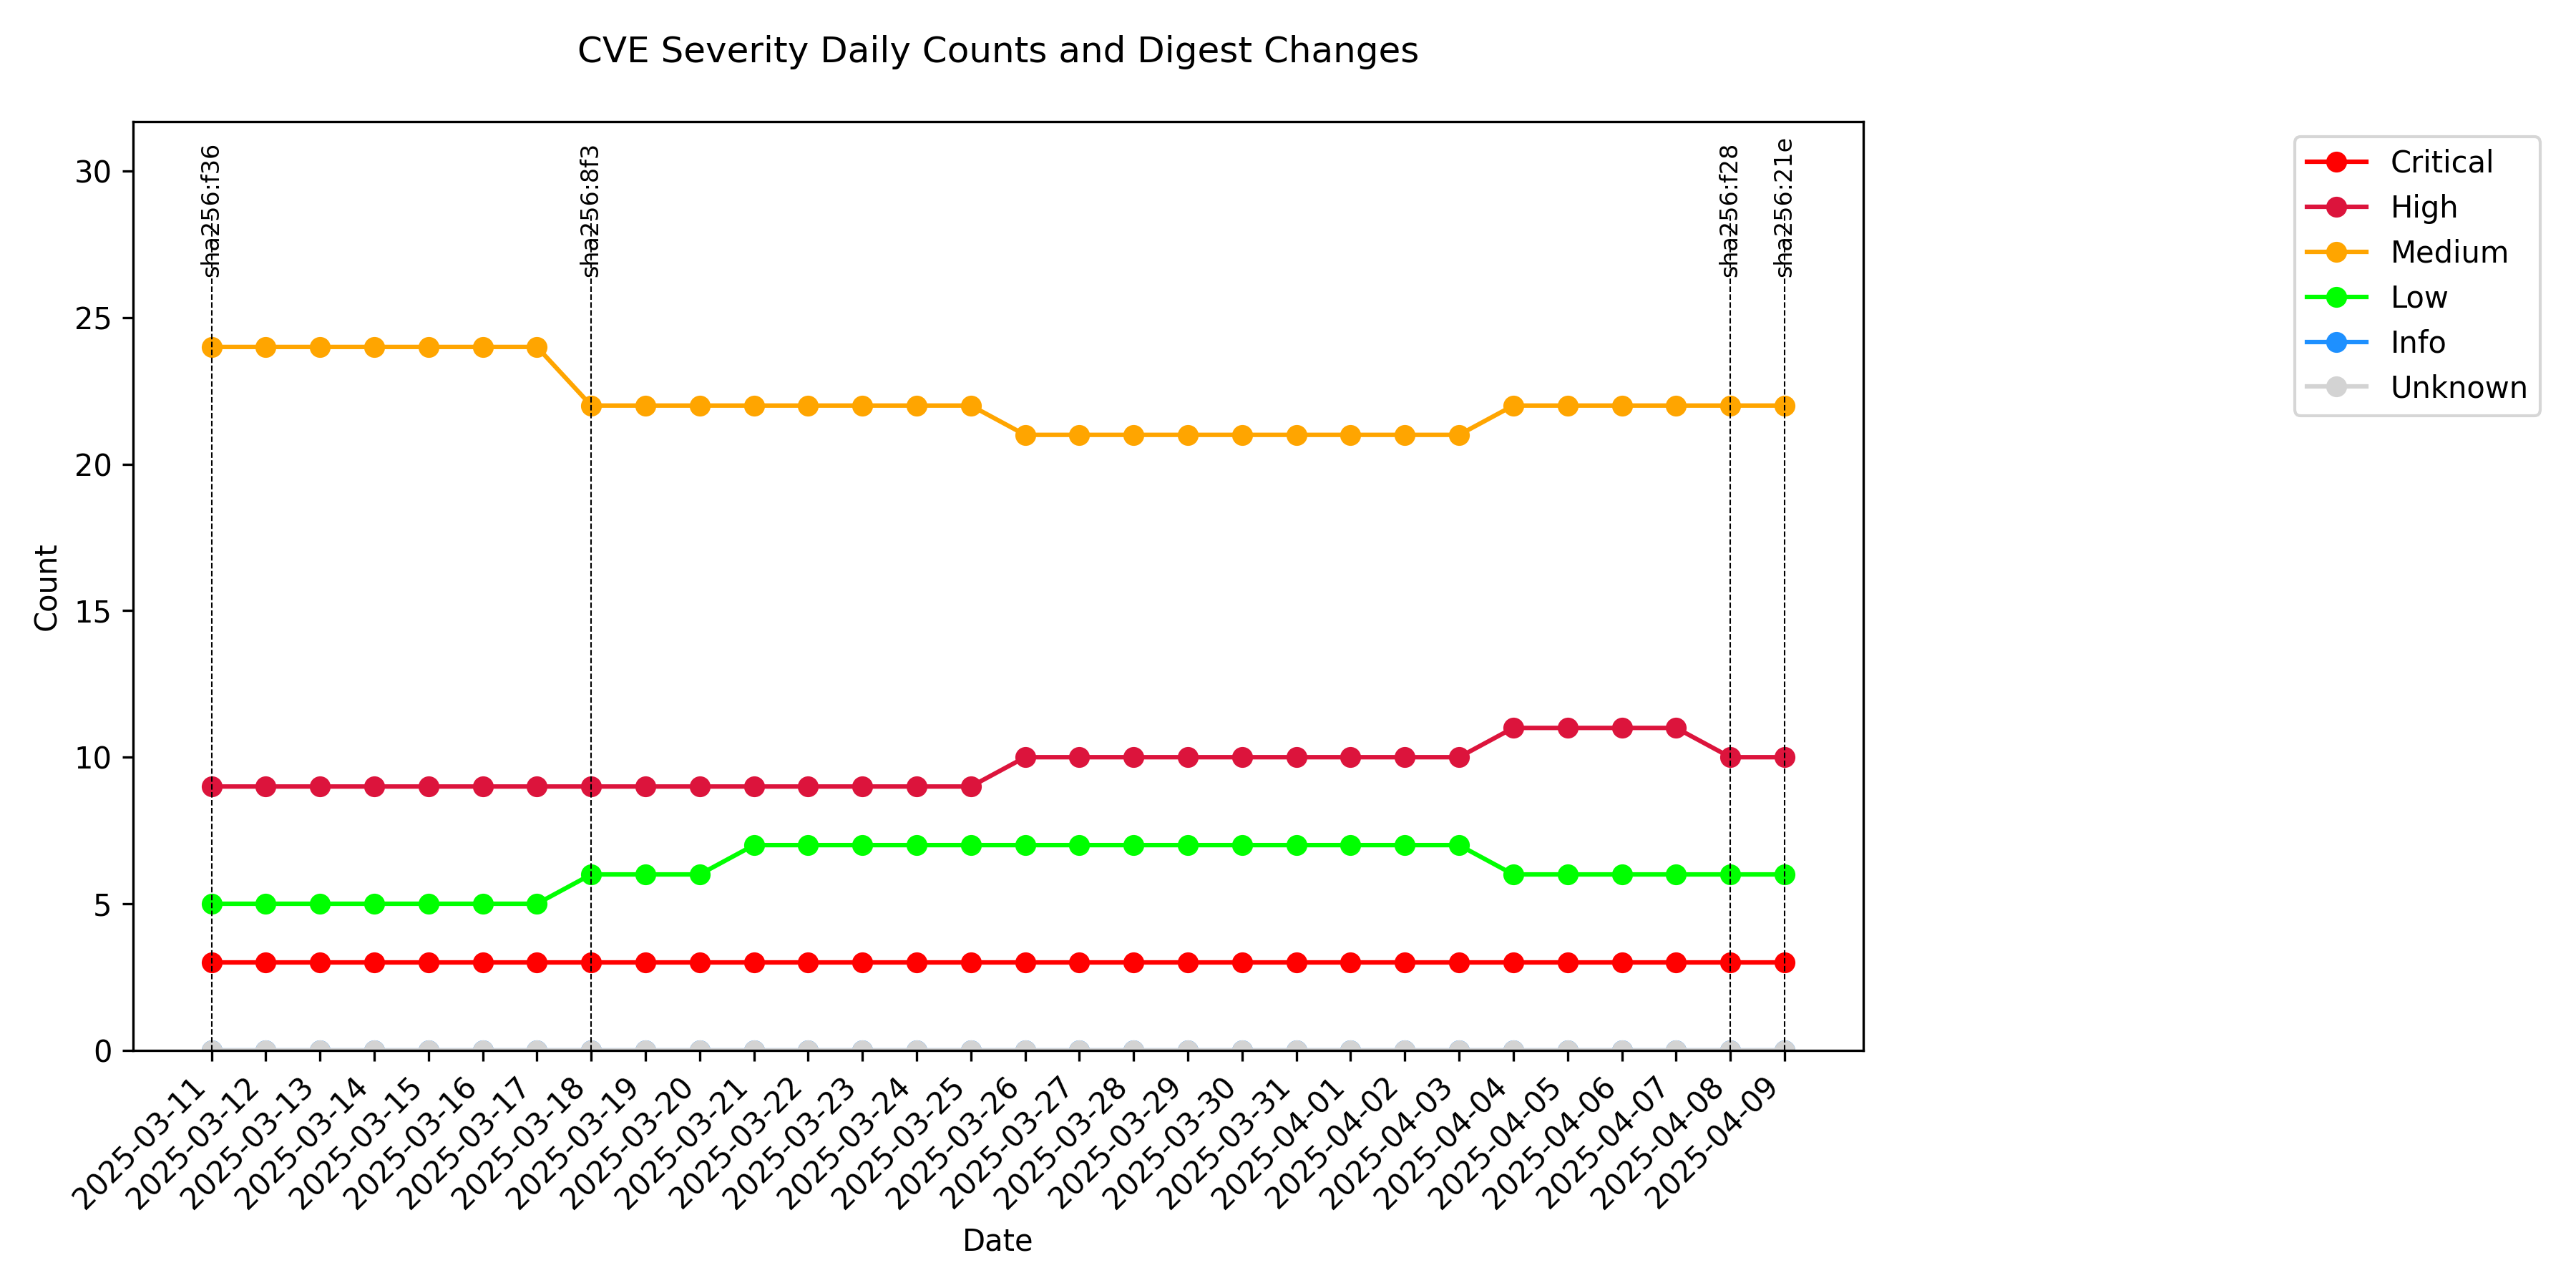 CVE Severity Daily Counts and Digest Changes
30
25
20
15
10
5
0
Count
sha256:f36
sha256:8f3
sha256:f28
sha256:21e
Critical
High
Medium
Low
Info
Unknown
2025-03-11
2025-03-12
2025-03-13
2025-03-14
2025-03-15
2025-03-16
2025-03-17
2025-03-18
2025-03-19
2025-03-20
2025-03-21
2025-03-22
2025-03-23
2025-03-24
2025-03-25
2025-03-26
2025-03-27
2025-03-28
2025-03-29
2025-03-30
2025-03-31
2025-04-01
2025-04-02
2025-04-03
2025-04-04
2025-04-05
2025-04-06
2025-04-07
2025-04-08
2025-04-09
Date